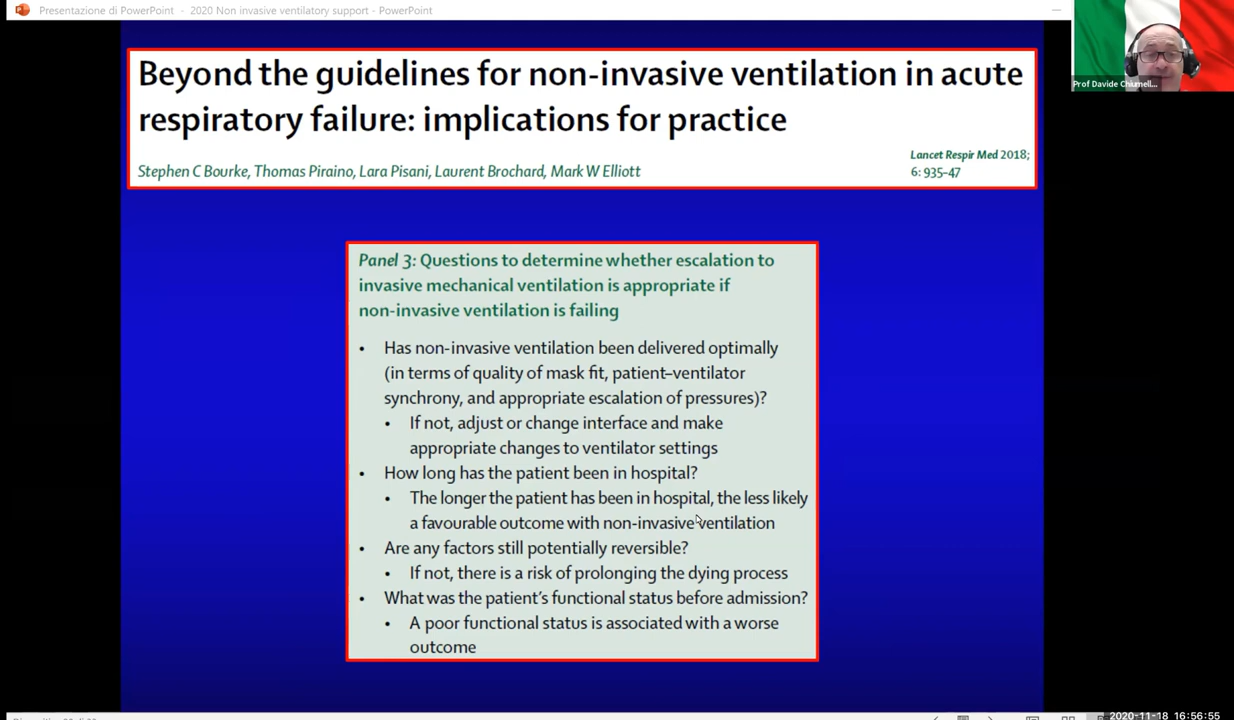 Presentazione di PowerPoint - 2020 Non invasive ventilatory support - PowerPoint
Beyond the guidelines for non-invasive ventilation in acute
respiratory failure: implications for practice
Stephen C Bourke, Thomas Piraino, Lara Pisani, Laurent Brochard, Mark W Elliott
Lancet Respir Med 2018;
6: 935–47
Prof Davide Chiumell...
Panel 3: Questions to determine whether escalation to
invasive mechanical ventilation is appropriate if
non-invasive ventilation is failing
• Has non-invasive ventilation been delivered optimally
(in terms of quality of mask fit, patient–ventilator
synchrony, and appropriate escalation of pressures)?
• If not, adjust or change interface and make
appropriate changes to ventilator settings
• How long has the patient been in hospital?
• The longer the patient has been in hospital, the less likely
a favourable outcome with non-invasive ventilation
• Are any factors still potentially reversible?
• If not, there is a risk of prolonging the dying process
• What was the patient's functional status before admission?
• A poor functional status is associated with a worse
outcome
2020-11-18 16:56:55